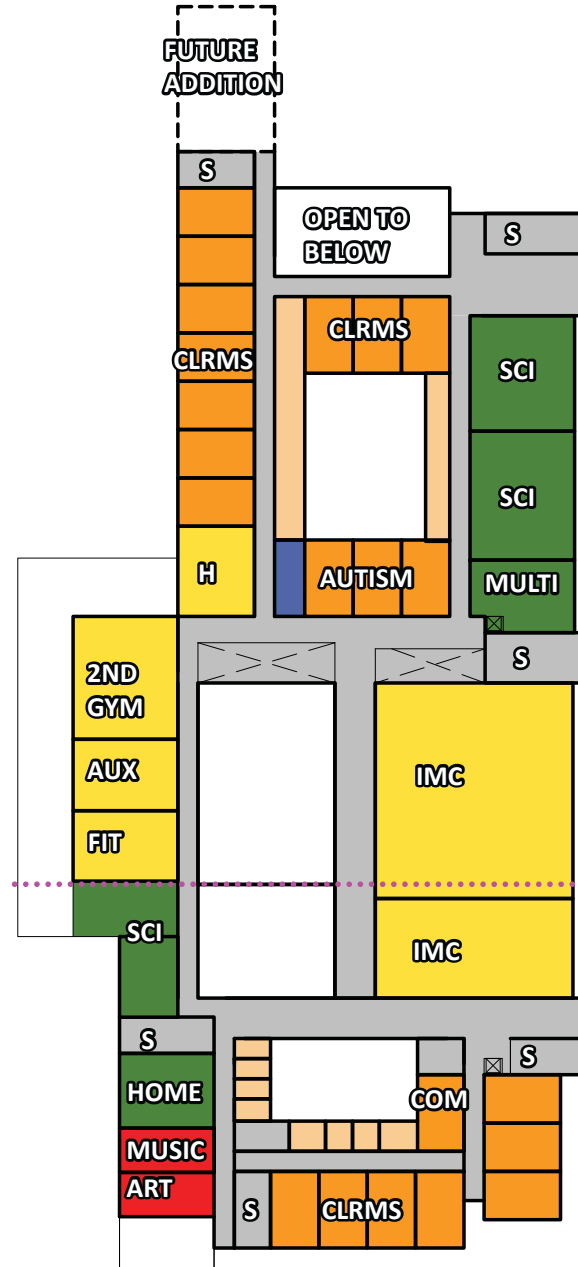 FUTURE
ADDITION
S
OPEN TO
BELOW
S
CLRMS
CLRMS
SCI
SCI
H
AUTISM
MULTI
S
2ND
GYM
AUX
IMC
FIT
SCI
IMC
S
S
HOME
COM
MUSIC
ART
S
CLRMS